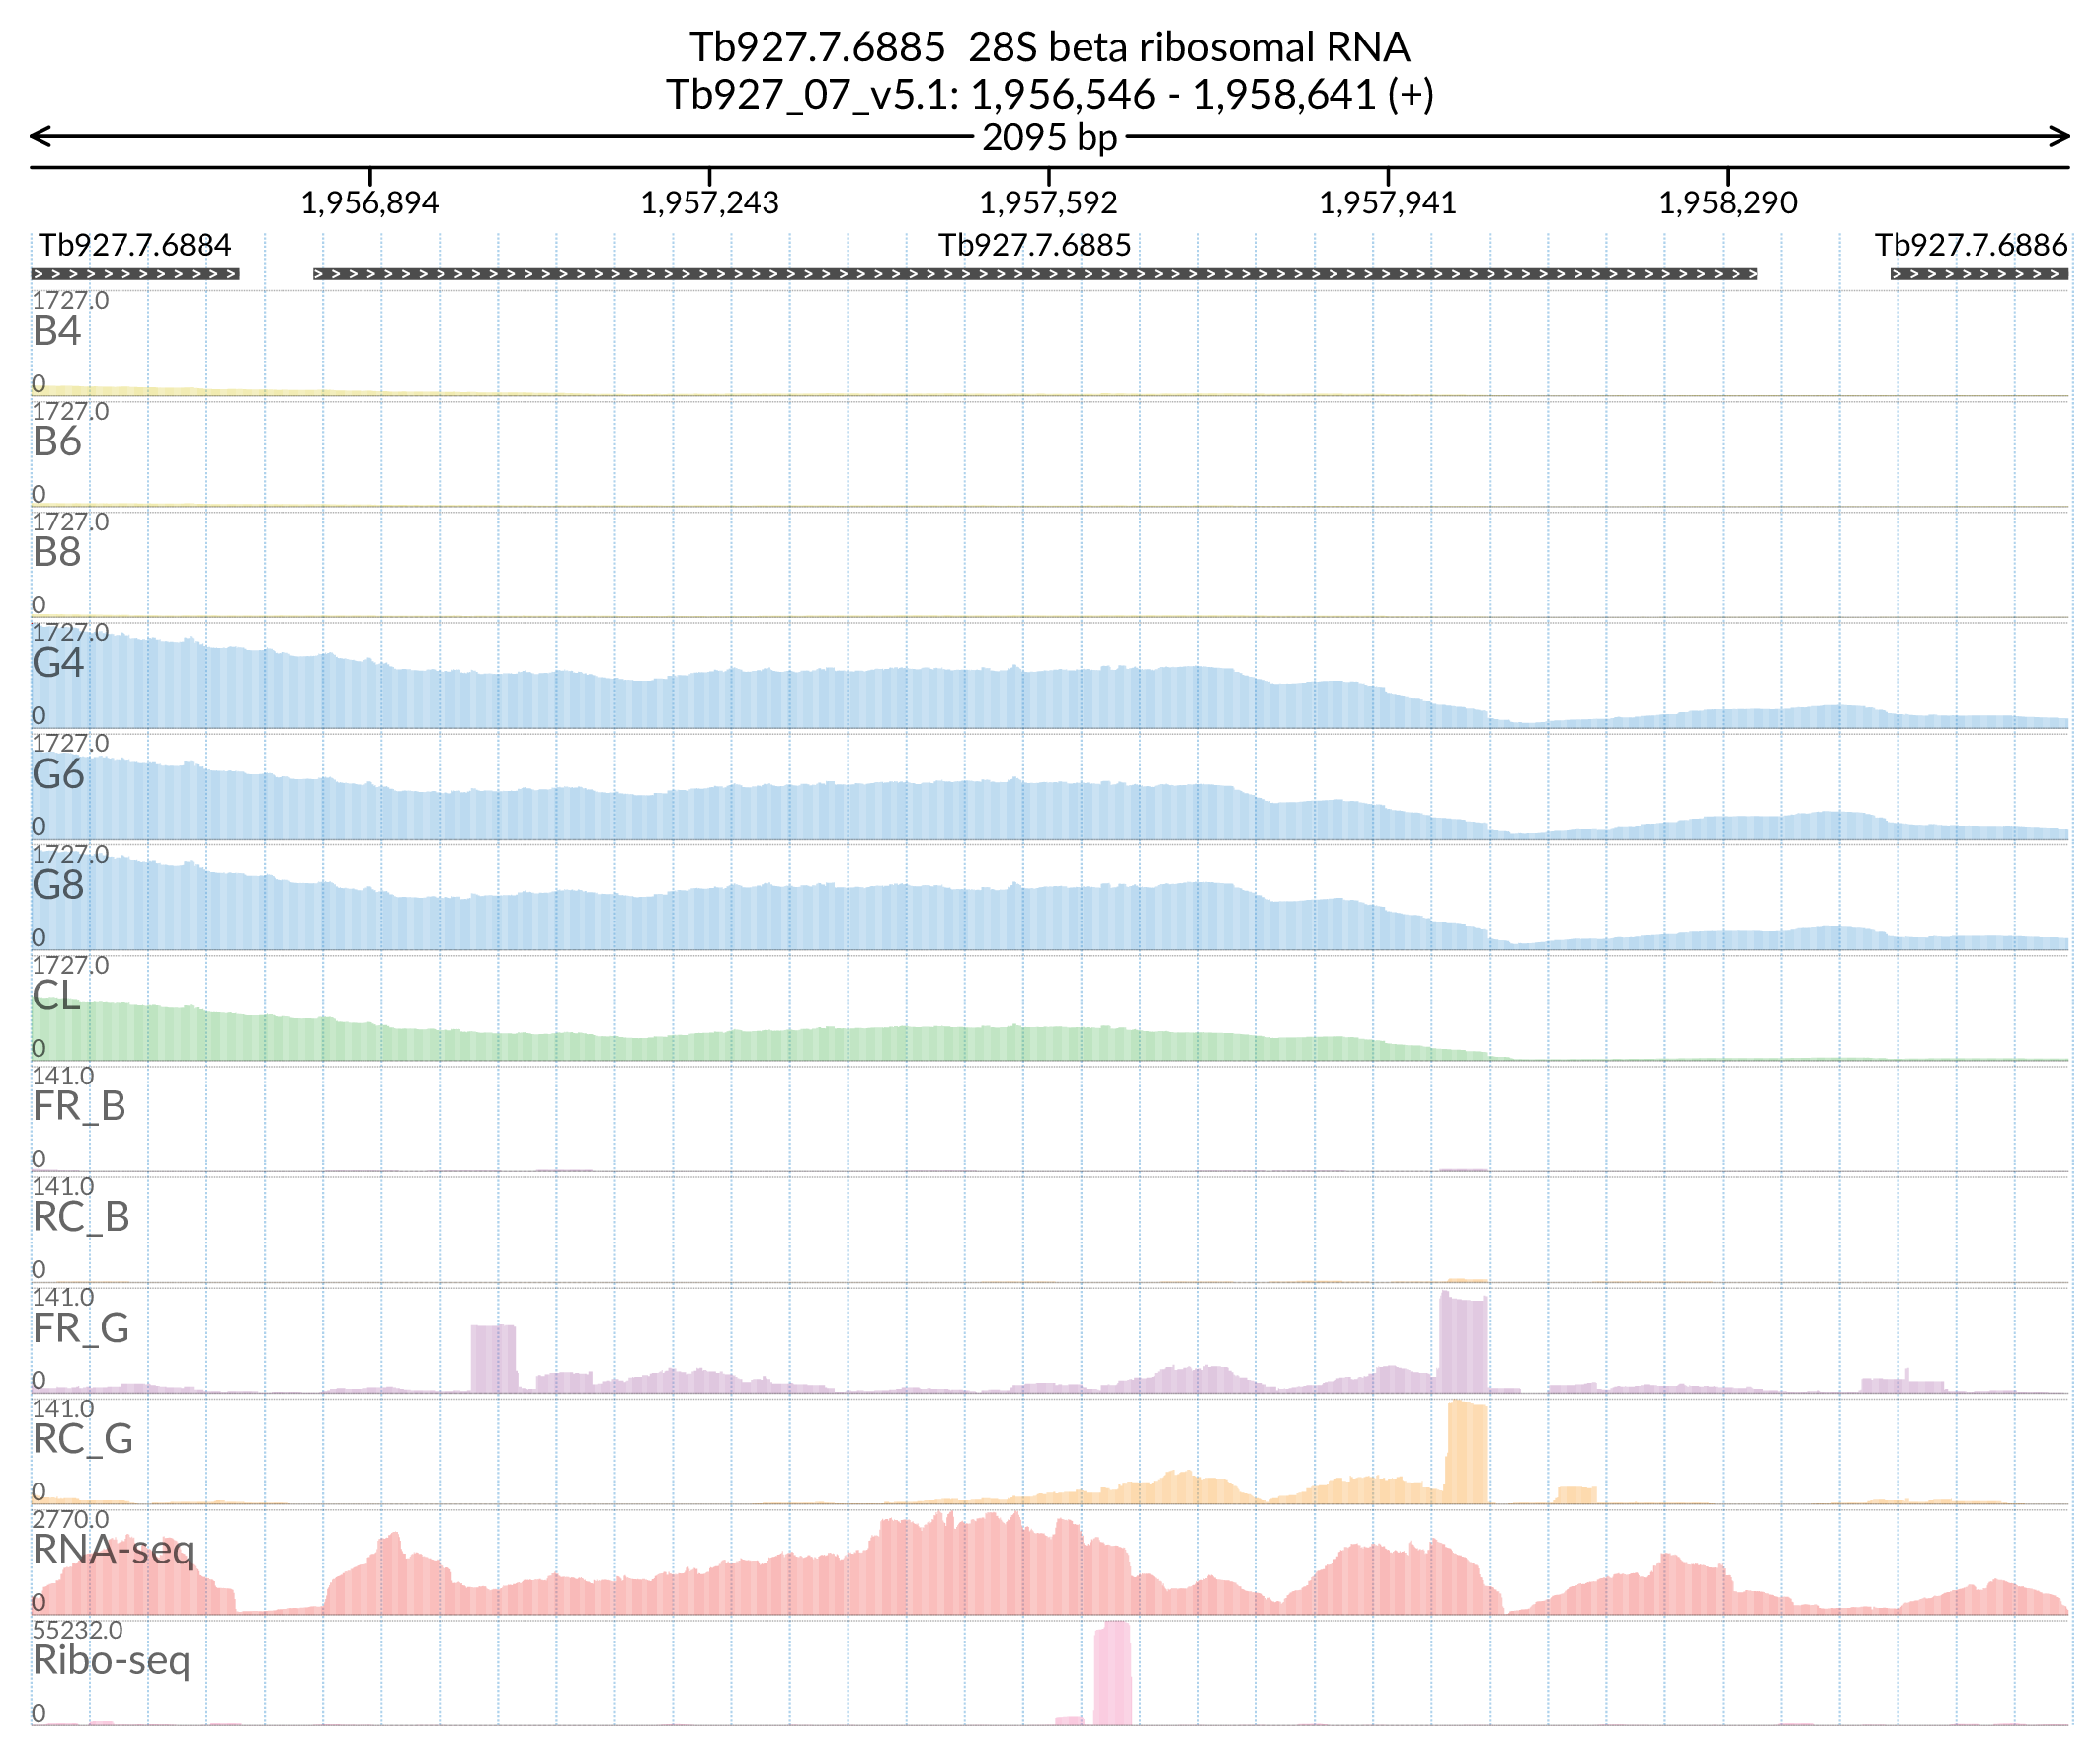 Tb927.7.6885  28S beta ribosomal RNA
Tb927_07_v5.1: 1,956,546 - 1,958,641 (+)
2095 bp
1,956,894 1,957,243 1,957,592 1,957,941 1,958,290
Tb927.7.6884 Tb927.7.6885 Tb927.7.6886
1727.0
B4
0
1727.0
B6
0
1727.0
B8
0
1727.0
G4
0
1727.0
G6
0
1727.0
G8
0
1727.0
CL
0
141.0
FR_B
0
141.0
RC_B
0
141.0
FR_G
0
141.0
RC_G
0
2770.0
RNA-seq
0
55232.0
Ribo-seq
0